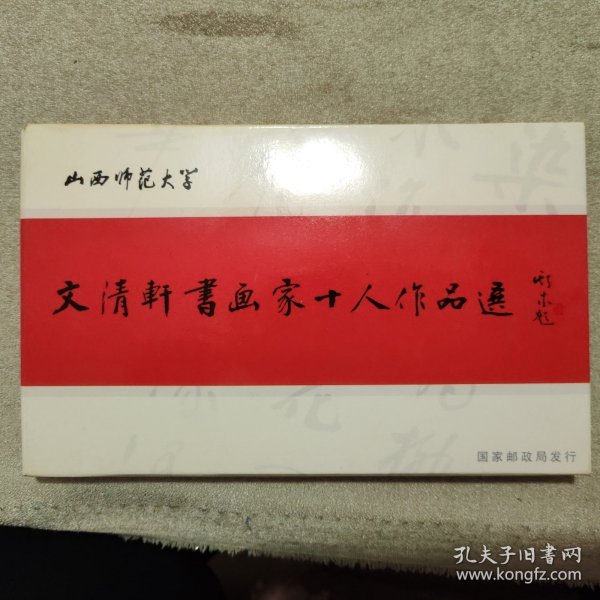 山西师范大学
文清軒書画家十人作品選
国家邮政局发行
孔夫子旧书网
www.kongfz.com